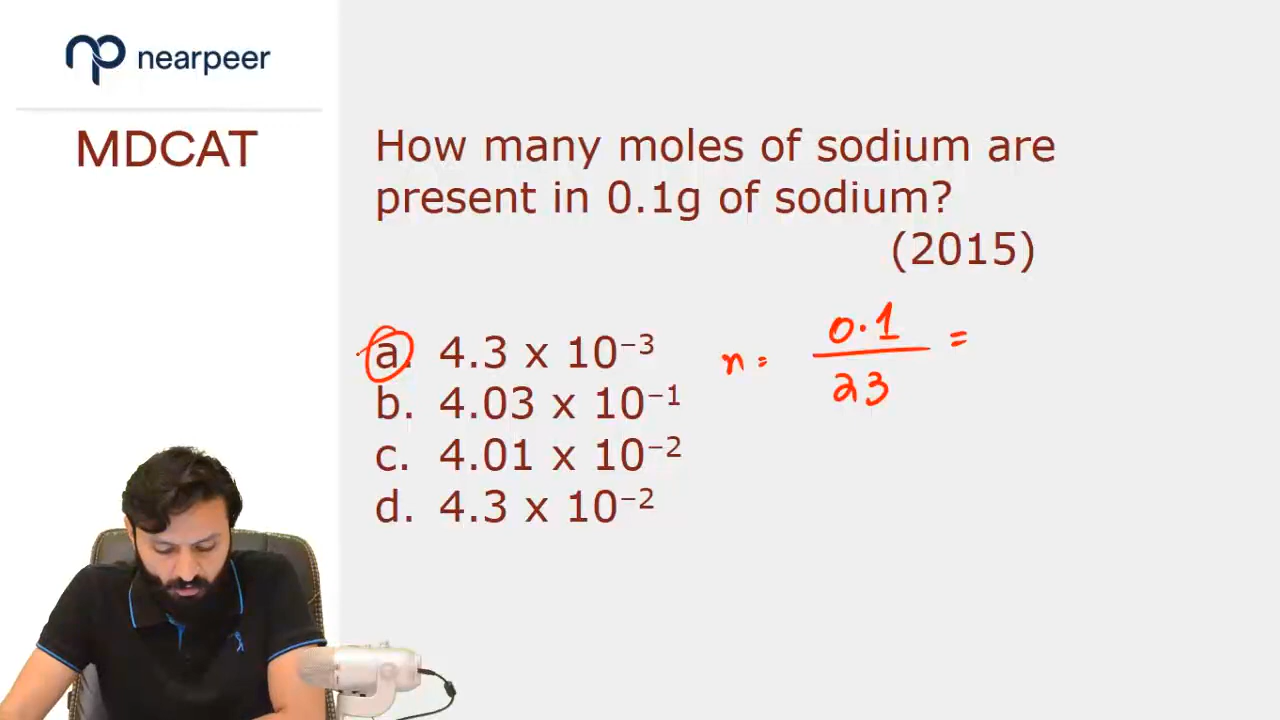 nearpeer
MDCAT
How many moles of sodium are
present in 0.1g of sodium?
(2015)
a. 4.3 x 10⁻³
b. 4.03 x 10⁻¹
c. 4.01 x 10⁻²
d. 4.3 x 10⁻²
n = 0.1 / 23 =